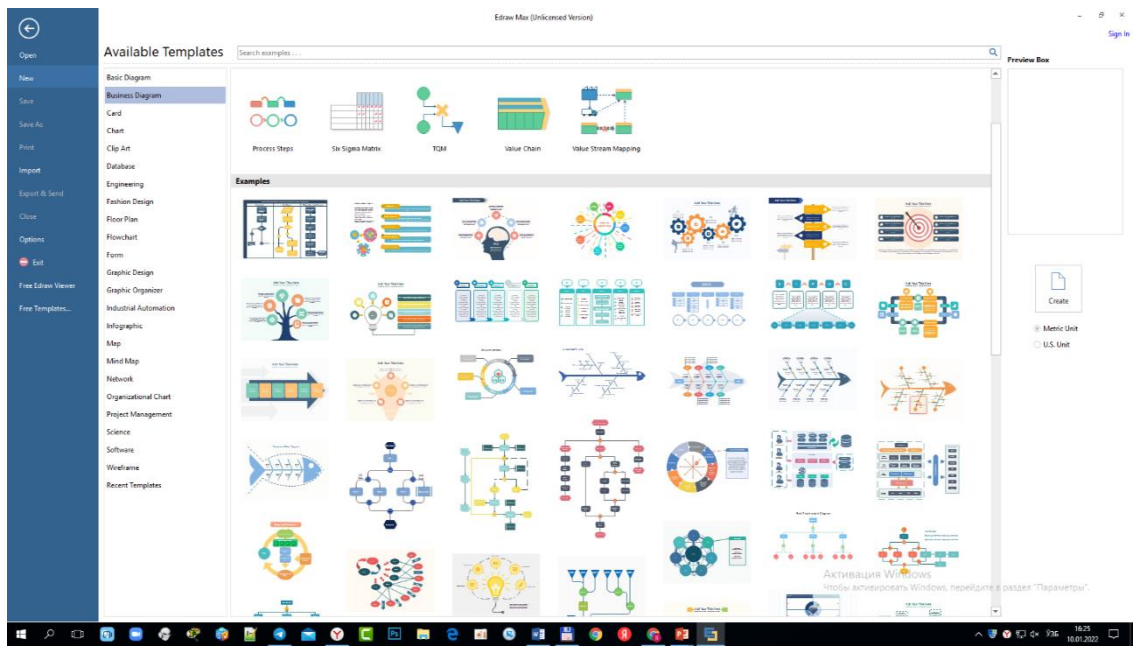 Edraw Max (Unlicensed Version)
Sign In
Open
New
Save
Save As
Print
Import
Export & Send
Close
Options
Exit
Free Edraw Viewer
Free Templates...
Available Templates
Search examples . . .
Basic Diagram
Business Diagram
Card
Chart
Clip Art
Database
Engineering
Fashion Design
Floor Plan
Flowchart
Form
Graphic Design
Graphic Organizer
Industrial Automation
Infographic
Map
Mind Map
Network
Organizational Chart
Project Management
Science
Software
Wireframe
Recent Templates
Process Steps
Six Sigma Matrix
TQM
Value Chain
Value Stream Mapping
Examples
Preview Box
Create
Metric Unit
U.S. Unit
Активация Windows
Чтобы активировать Windows, перейдите в раздел "Параметры".
ЎЗБ
16:25
10.01.2022